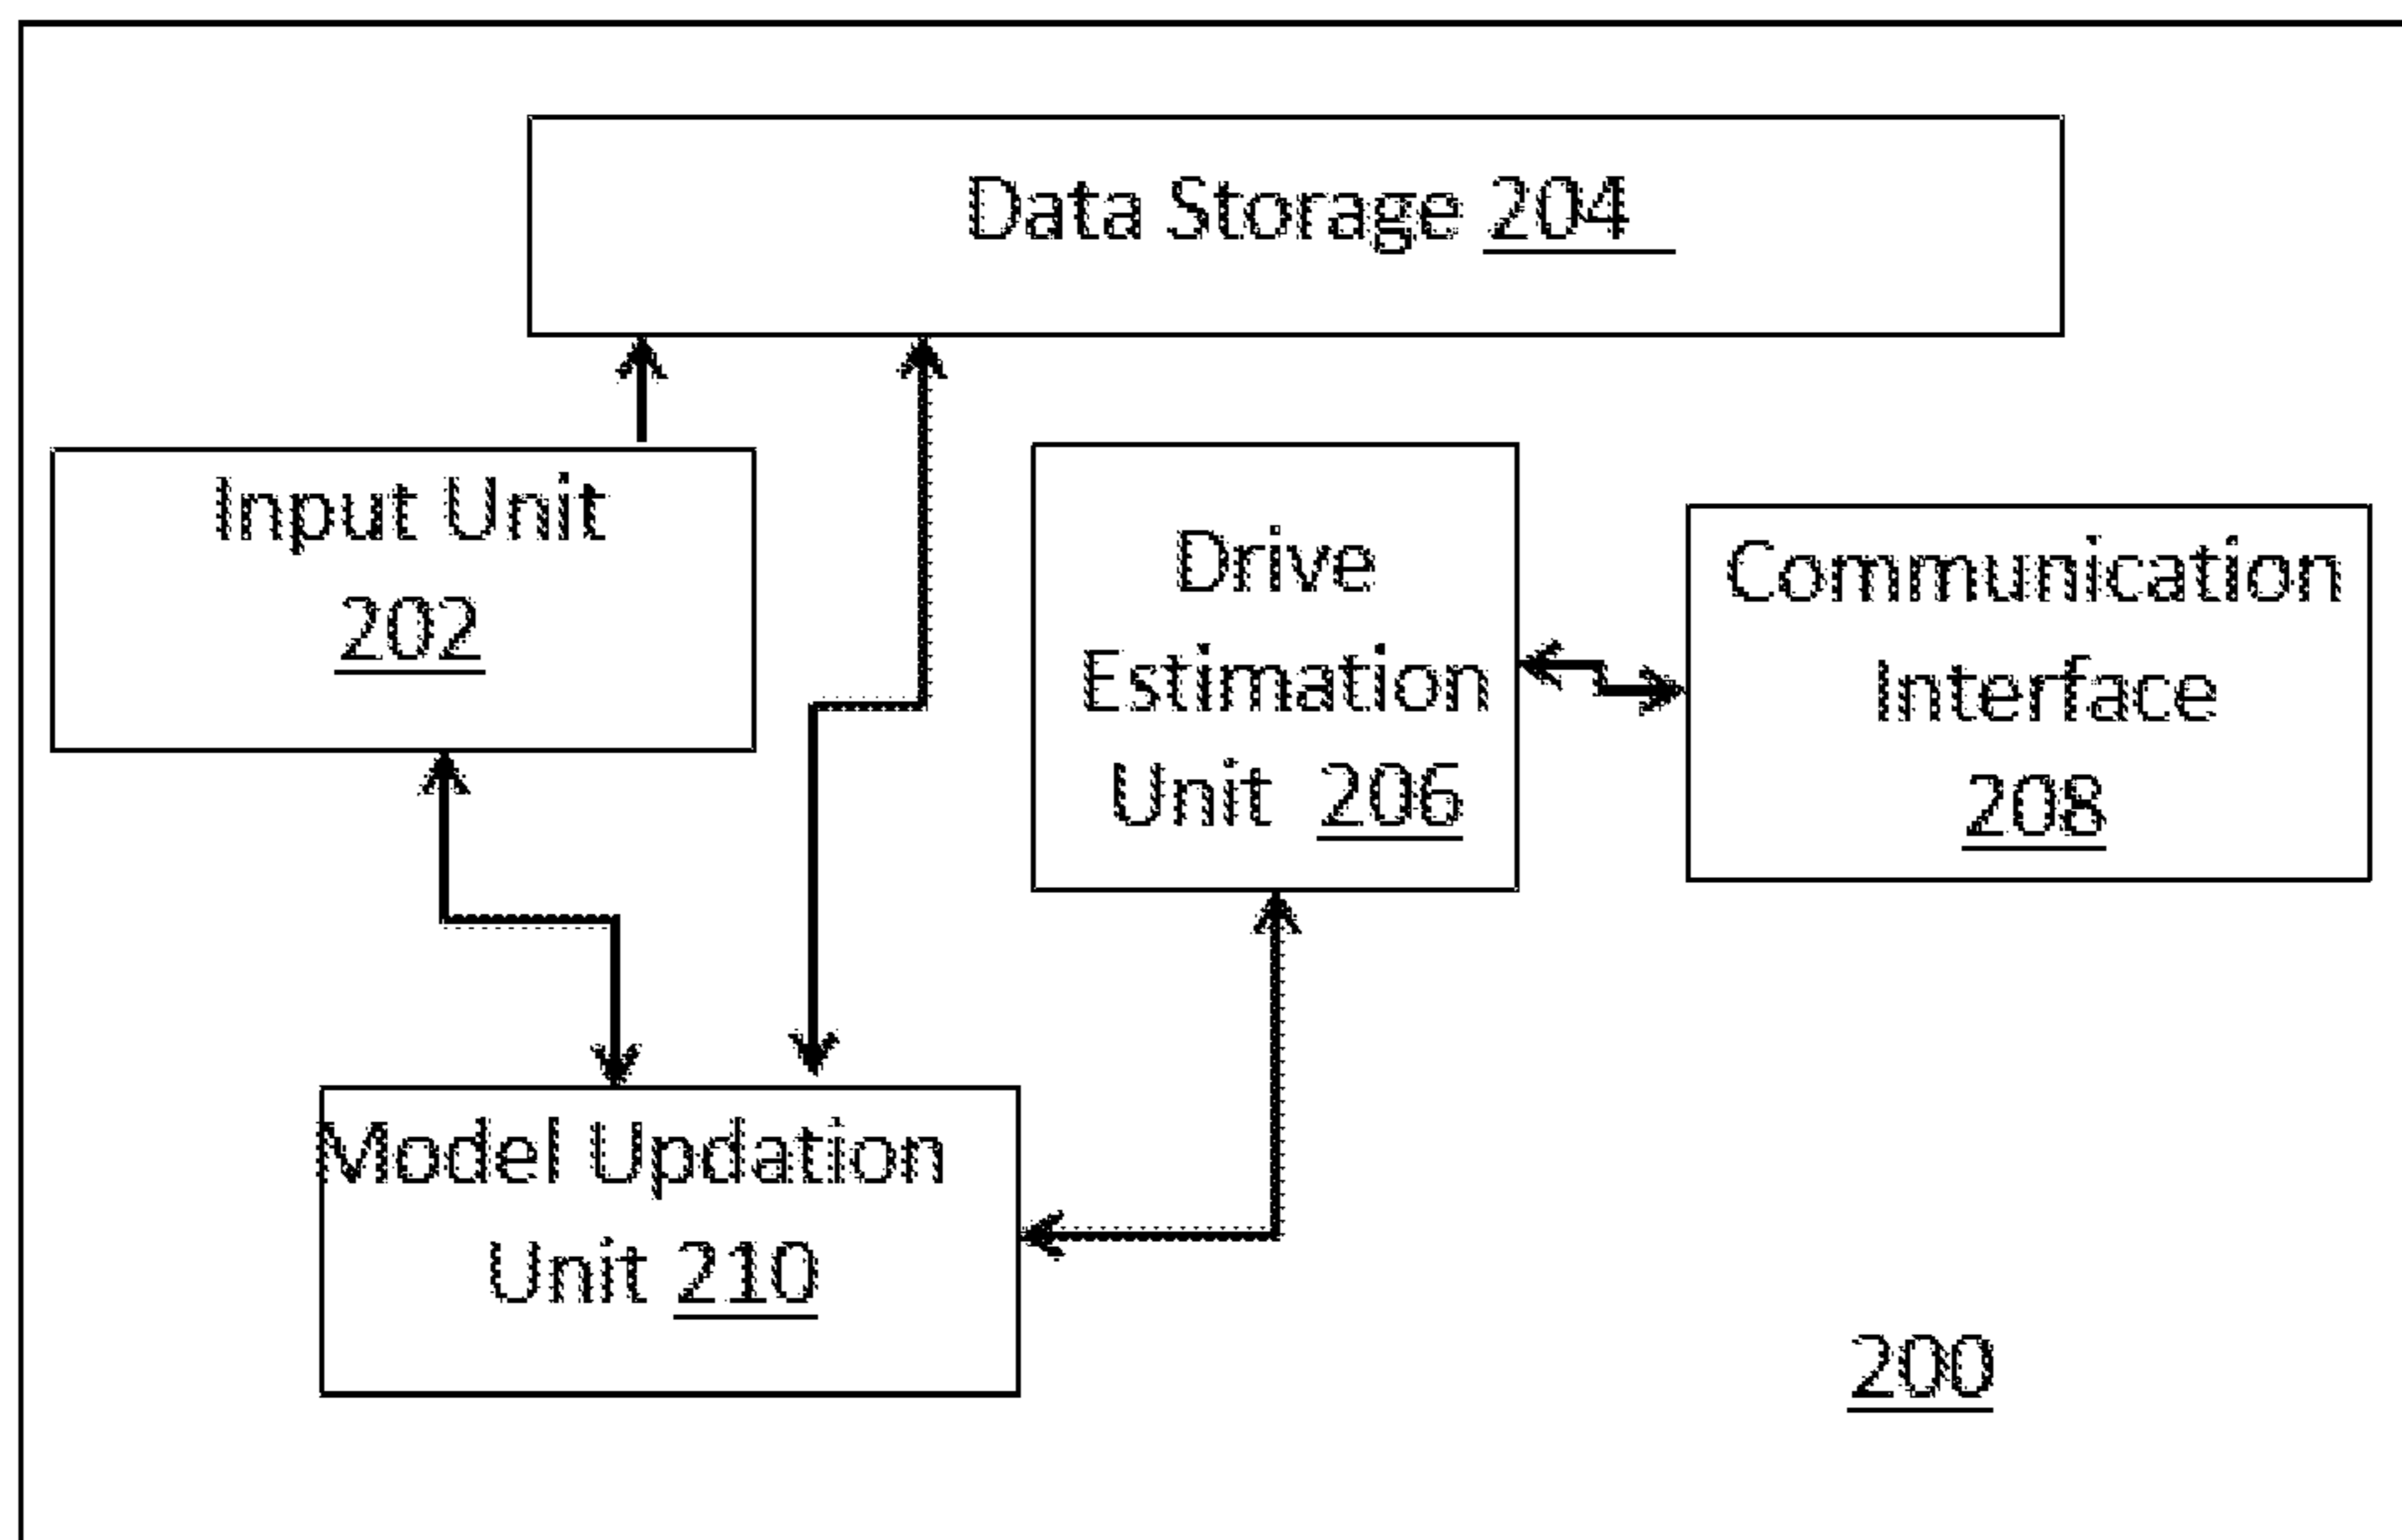 Data Storage 204
Input Unit
202
Drive
Estimation
Unit 206
Communication
Interface
208
Model Updation
Unit 210
200